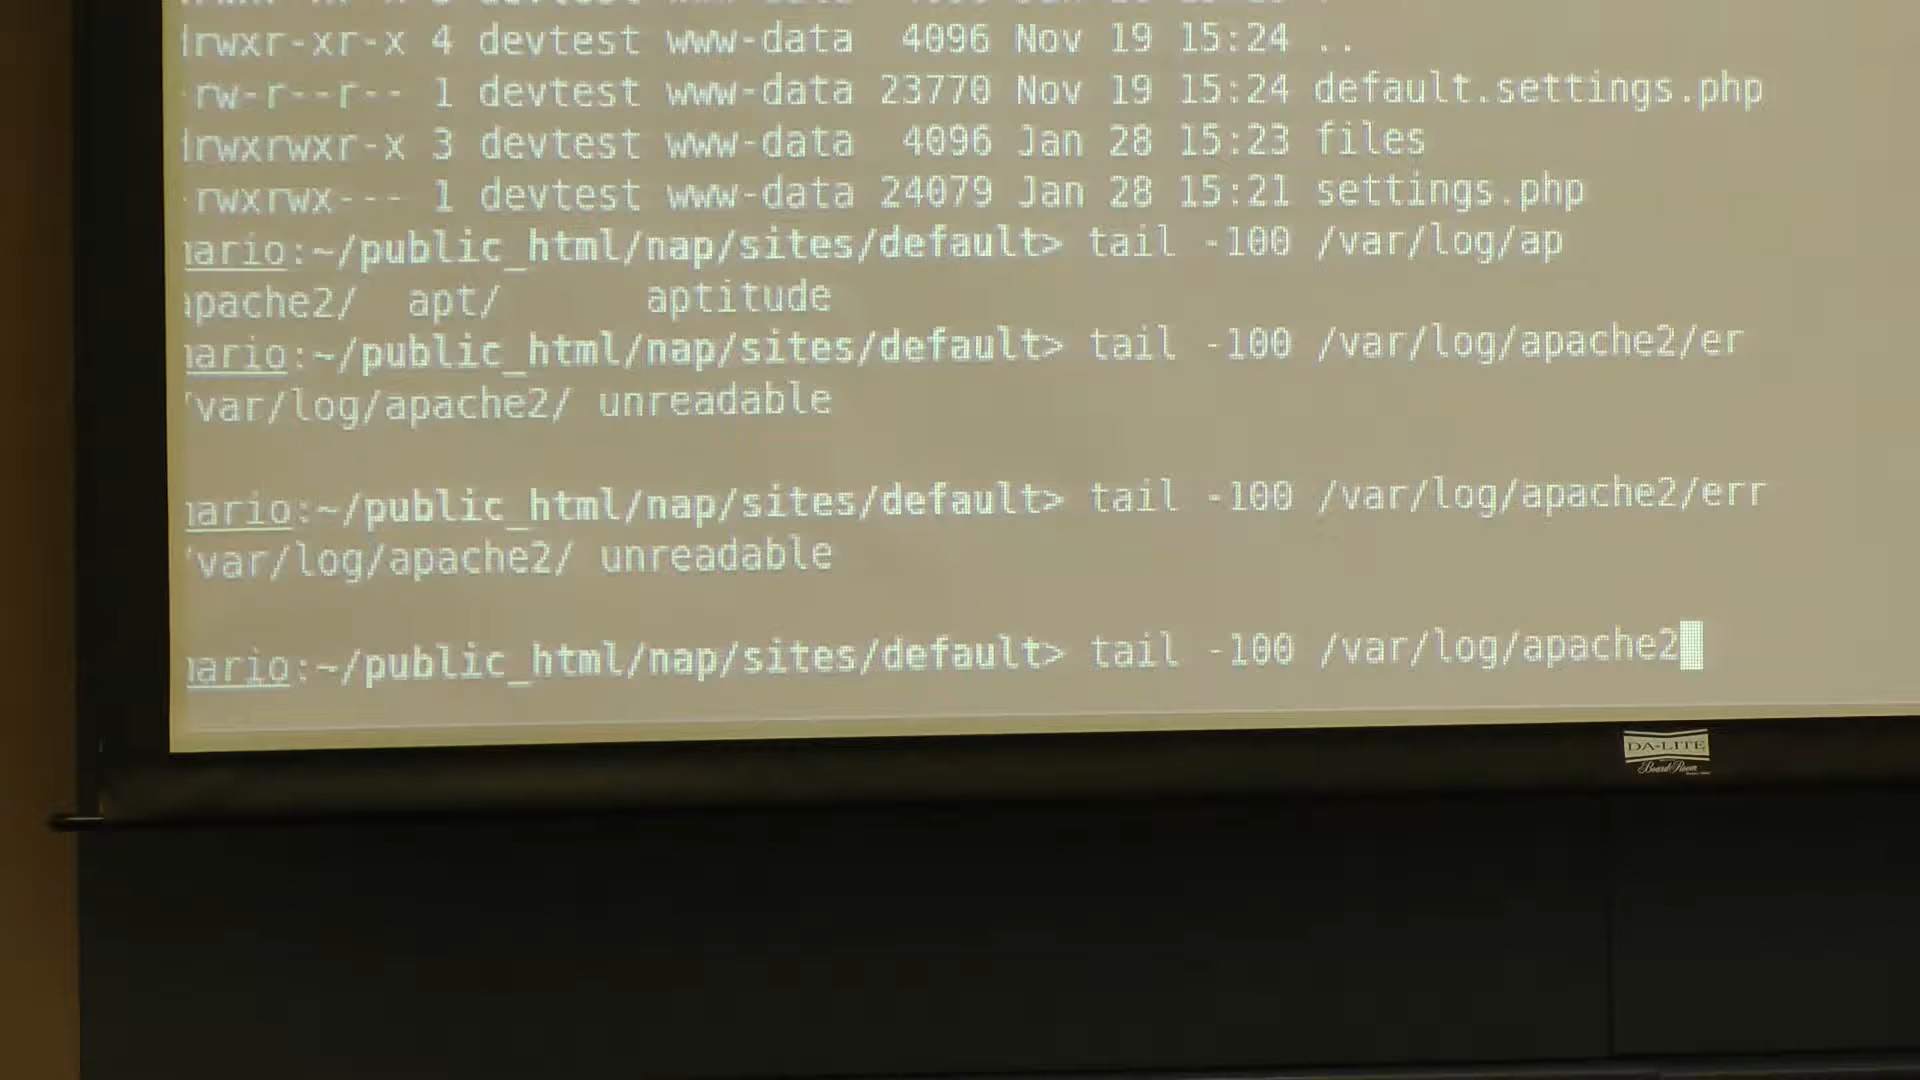 drwxr-xr-x 4 devtest www-data 4096 Nov 19 15:24 ..
-rw-r--r-- 1 devtest www-data 23770 Nov 19 15:24 default.settings.php
drwxrwxr-x 3 devtest www-data 4096 Jan 28 15:23 files
-rwxrwx--- 1 devtest www-data 24079 Jan 28 15:21 settings.php
ario:~/public_html/nap/sites/default> tail -100 /var/log/ap
apache2/ apt/ aptitude
ario:~/public_html/nap/sites/default> tail -100 /var/log/apache2/er
/var/log/apache2/ unreadable
ario:~/public_html/nap/sites/default> tail -100 /var/log/apache2/err
/var/log/apache2/ unreadable
ario:~/public_html/nap/sites/default> tail -100 /var/log/apache2
DA-LITE
BoardRoom